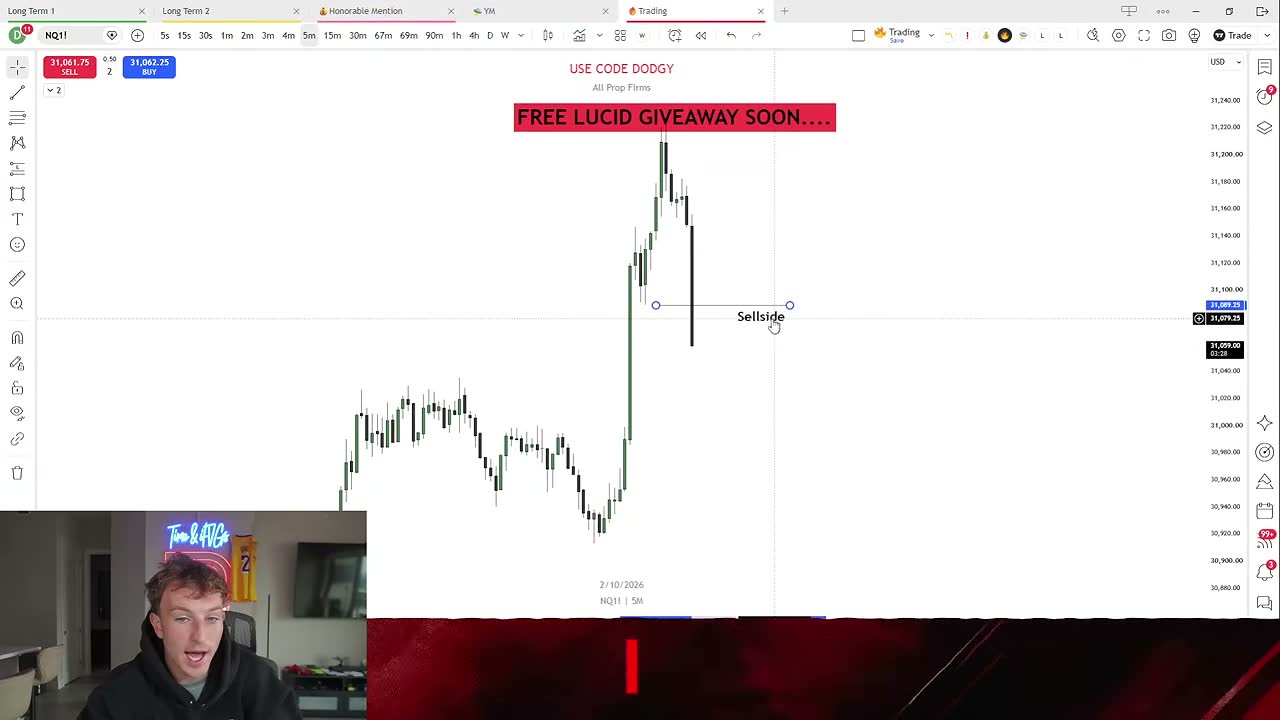 Long Term 1
Long Term 2
Honorable Mention
YM
Trading
11
NQ1!
5s 15s 30s 1m 2m 3m 4m 5m 15m 30m 67m 69m 90m 1h 4h D W
W
L L
Trading
Save
Trade
31,061.75
SELL
0.50
2
31,062.25
BUY
2
USE CODE DODGY
All Prop Firms
FREE LUCID GIVEAWAY SOON....
USD
9
31,240.00
31,220.00
31,200.00
31,180.00
31,160.00
31,140.00
31,120.00
31,100.00
31,089.25
31,079.25
31,059.00
03:28
31,040.00
31,020.00
31,000.00
30,980.00
30,960.00
30,940.00
30,920.00
30,900.00
30,880.00
Sellside
99+
3
2/10/2026
NQ1! | 5M
2